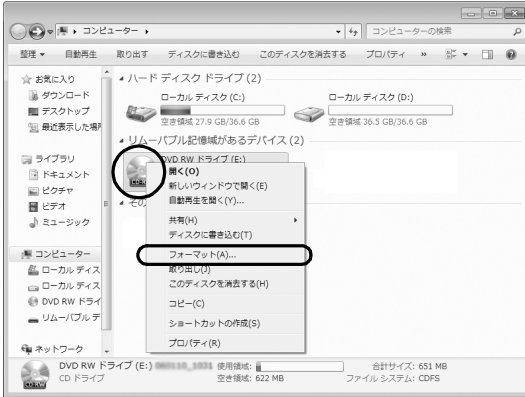 コンピューター
コンピューターの検索
整理 自動再生 取り出す ディスクに書き込む このディスクを消去する プロパティ »
お気に入り
ダウンロード
デスクトップ
最近表示した場所
ライブラリ
ドキュメント
ピクチャ
ビデオ
ミュージック
コンピューター
ローカル ディス
ローカル ディス
DVD RW ドライ
リムーバブル デ
ネットワーク
ハード ディスク ドライブ (2)
ローカル ディスク (C:)
空き領域 27.9 GB/36.6 GB
ローカル ディスク (D:)
空き領域 36.5 GB/36.6 GB
リムーバブル記憶域があるデバイス (2)
DVD RW ドライブ (E:)
CD-R
その
開く(O)
新しいウィンドウで開く(E)
自動再生を開く(Y)...
共有(H)
ディスクに書き込む(T)
フォーマット(A)...
取り出し(J)
このディスクを消去する(H)
コピー(C)
ショートカットの作成(S)
プロパティ(R)
DVD RW ドライブ (E:) 使用領域: 合計サイズ: 651 MB
CD ドライブ 空き領域: 622 MB ファイル システム: CDFS
CD-RW